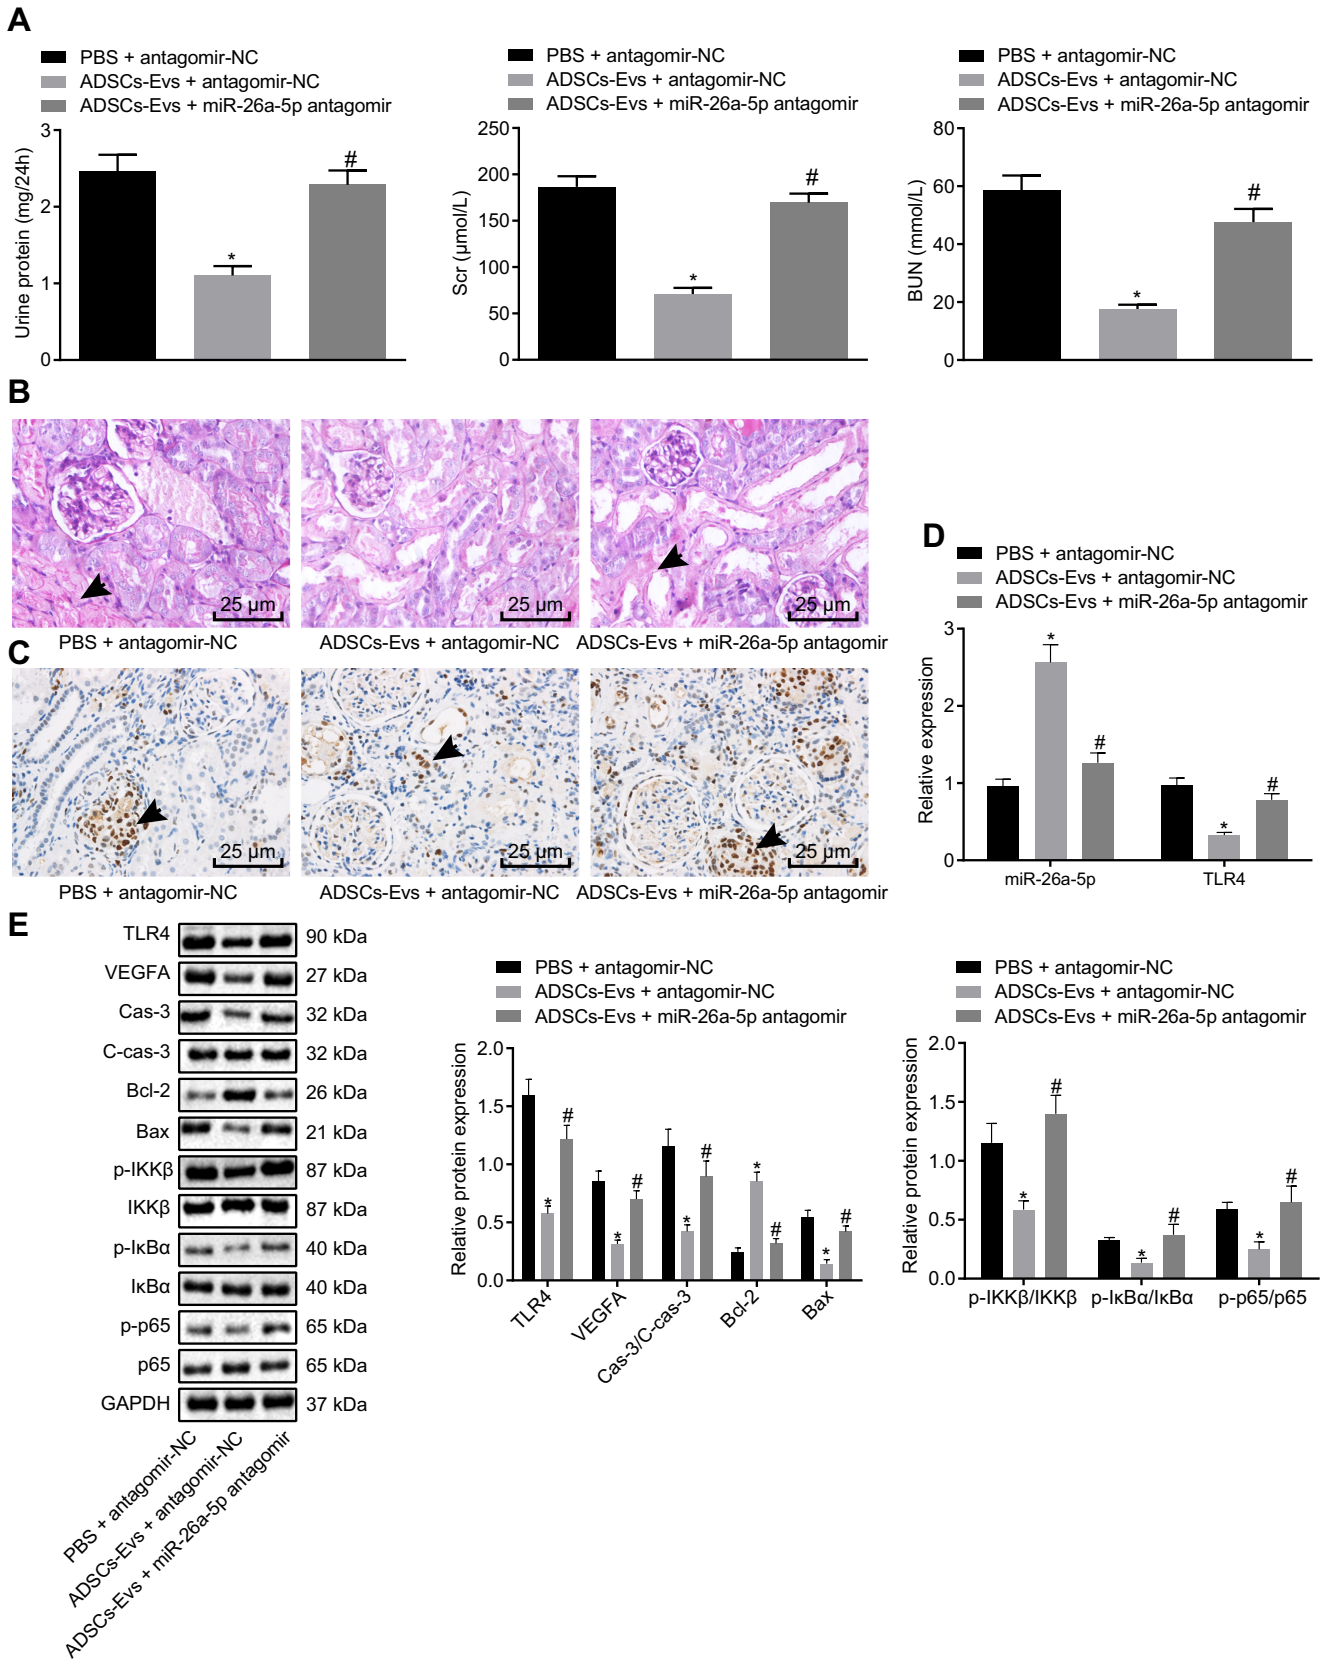 A
PBS + antagomir-NC
ADSCs-Evs + antagomir-NC
ADSCs-Evs + miR-26a-5p antagomir
Urine protein (mg/24h)
3
2
1
0
*
#
PBS + antagomir-NC
ADSCs-Evs + antagomir-NC
ADSCs-Evs + miR-26a-5p antagomir
Scr (μmol/L)
250
200
150
100
50
0
*
#
PBS + antagomir-NC
ADSCs-Evs + antagomir-NC
ADSCs-Evs + miR-26a-5p antagomir
BUN (mmol/L)
80
60
40
20
0
*
#
B
25 μm
25 μm
25 μm
PBS + antagomir-NC
ADSCs-Evs + antagomir-NC
ADSCs-Evs + miR-26a-5p antagomir
C
25 μm
25 μm
25 μm
PBS + antagomir-NC
ADSCs-Evs + antagomir-NC
ADSCs-Evs + miR-26a-5p antagomir
D
PBS + antagomir-NC
ADSCs-Evs + antagomir-NC
ADSCs-Evs + miR-26a-5p antagomir
Relative expression
3
2
1
0
*
#
*
#
miR-26a-5p
TLR4
E
TLR4 90 kDa
VEGFA 27 kDa
Cas-3 32 kDa
C-cas-3 32 kDa
Bcl-2 26 kDa
Bax 21 kDa
p-IKKβ 87 kDa
IKKβ 87 kDa
p-IκBα 40 kDa
IκBα 40 kDa
p-p65 65 kDa
p65 65 kDa
GAPDH 37 kDa
PBS + antagomir-NC
ADSCs-Evs + antagomir-NC
ADSCs-Evs + miR-26a-5p antagomir
PBS + antagomir-NC
ADSCs-Evs + antagomir-NC
ADSCs-Evs + miR-26a-5p antagomir
Relative protein expression
2.0
1.5
1.0
0.5
0.0
*
#
*
#
*
#
*
#
*
#
TLR4
VEGFA
Cas-3/C-cas-3
Bcl-2
Bax
PBS + antagomir-NC
ADSCs-Evs + antagomir-NC
ADSCs-Evs + miR-26a-5p antagomir
Relative protein expression
2.0
1.5
1.0
0.5
0.0
*
#
*
#
*
#
p-IKKβ/IKKβ
p-IκBα/IκBα
p-p65/p65